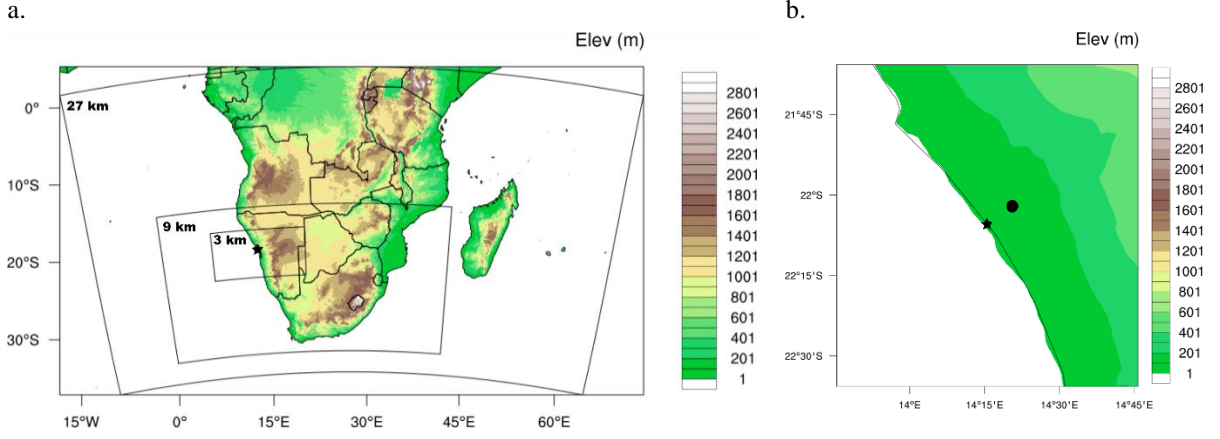 a.
Elev (m)
27 km
9 km
3 km
0°
10°S
20°S
30°S
15°W
0°
15°E
30°E
45°E
60°E
2801
2601
2401
2201
2001
1801
1601
1401
1201
1001
801
601
401
201
1
b.
Elev (m)
21°45'S
22°S
22°15'S
22°30'S
14°E
14°15'E
14°30'E
14°45'E
2801
2601
2401
2201
2001
1801
1601
1401
1201
1001
801
601
401
201
1